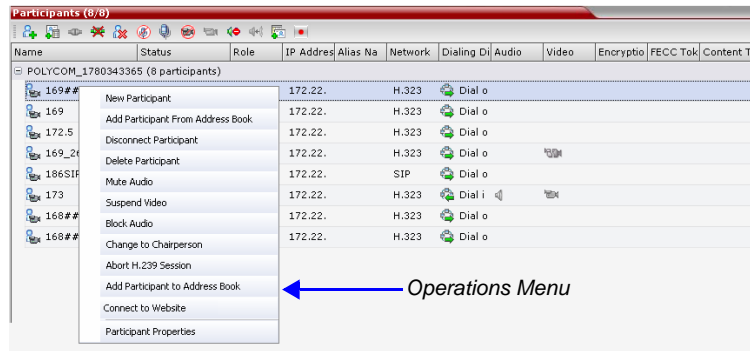 Participants (8/8)
Name Status Role IP Addres Alias Na Network Dialing Di Audio Video Encryptio FECC Tok Content T
POLYCOM_1780343365 (8 participants)
169## 172.22. H.323 Dial o
169 172.22. H.323 Dial o
172.5 172.22. H.323 Dial o
169_26 172.22. H.323 Dial o
186SIP 172.22. SIP Dial o
173 172.22. H.323 Dial i
168## 172.22. H.323 Dial o
168## 172.22. H.323 Dial o
New Participant
Add Participant From Address Book
Disconnect Participant
Delete Participant
Mute Audio
Suspend Video
Block Audio
Change to Chairperson
Abort H.239 Session
Add Participant to Address Book
Connect to Website
Participant Properties
Operations Menu